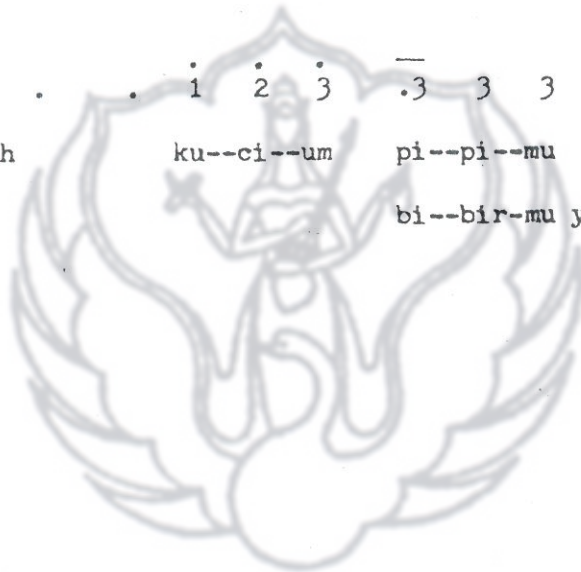 . . 1̇ 2̇ 3̇ .̅3 3 3
h ku--ci--um pi--pi--mu
bi--bir-mu y